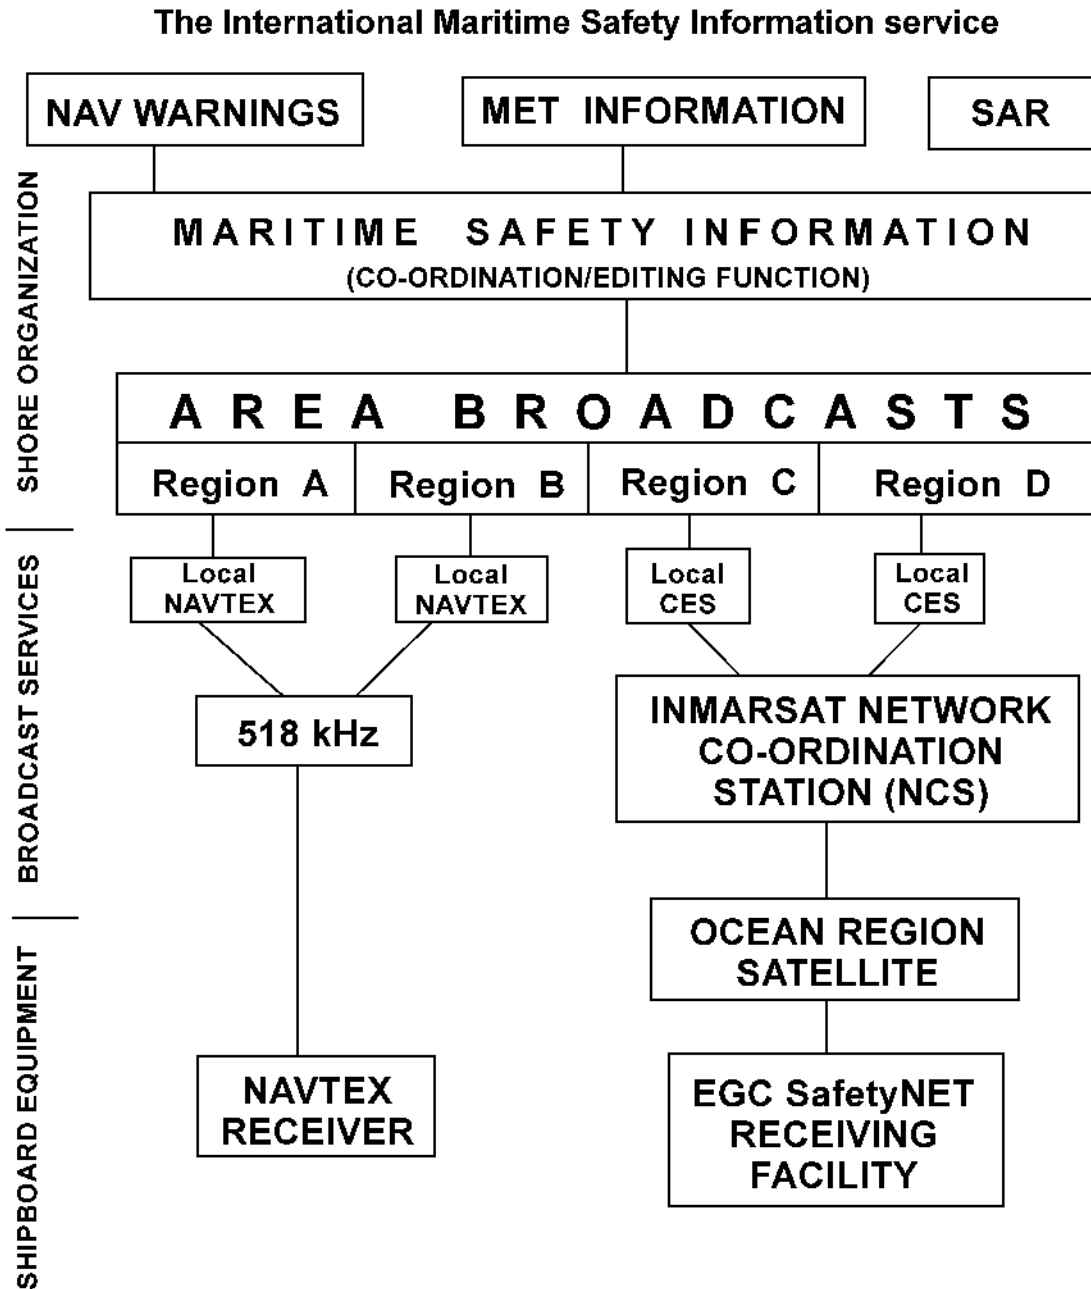 The International Maritime Safety Information service
NAV WARNINGS
MET INFORMATION
SAR
MARITIME SAFETY INFORMATION
(CO-ORDINATION/EDITING FUNCTION)
SHORE ORGANIZATION
AREA BROADCASTS
Region A
Region B
Region C
Region D
BROADCAST SERVICES
Local
NAVTEX
Local
NAVTEX
Local
CES
Local
CES
518 kHz
INMARSAT NETWORK
CO-ORDINATION
STATION (NCS)
OCEAN REGION
SATELLITE
SHIPBOARD EQUIPMENT
NAVTEX
RECEIVER
EGC SafetyNET
RECEIVING
FACILITY